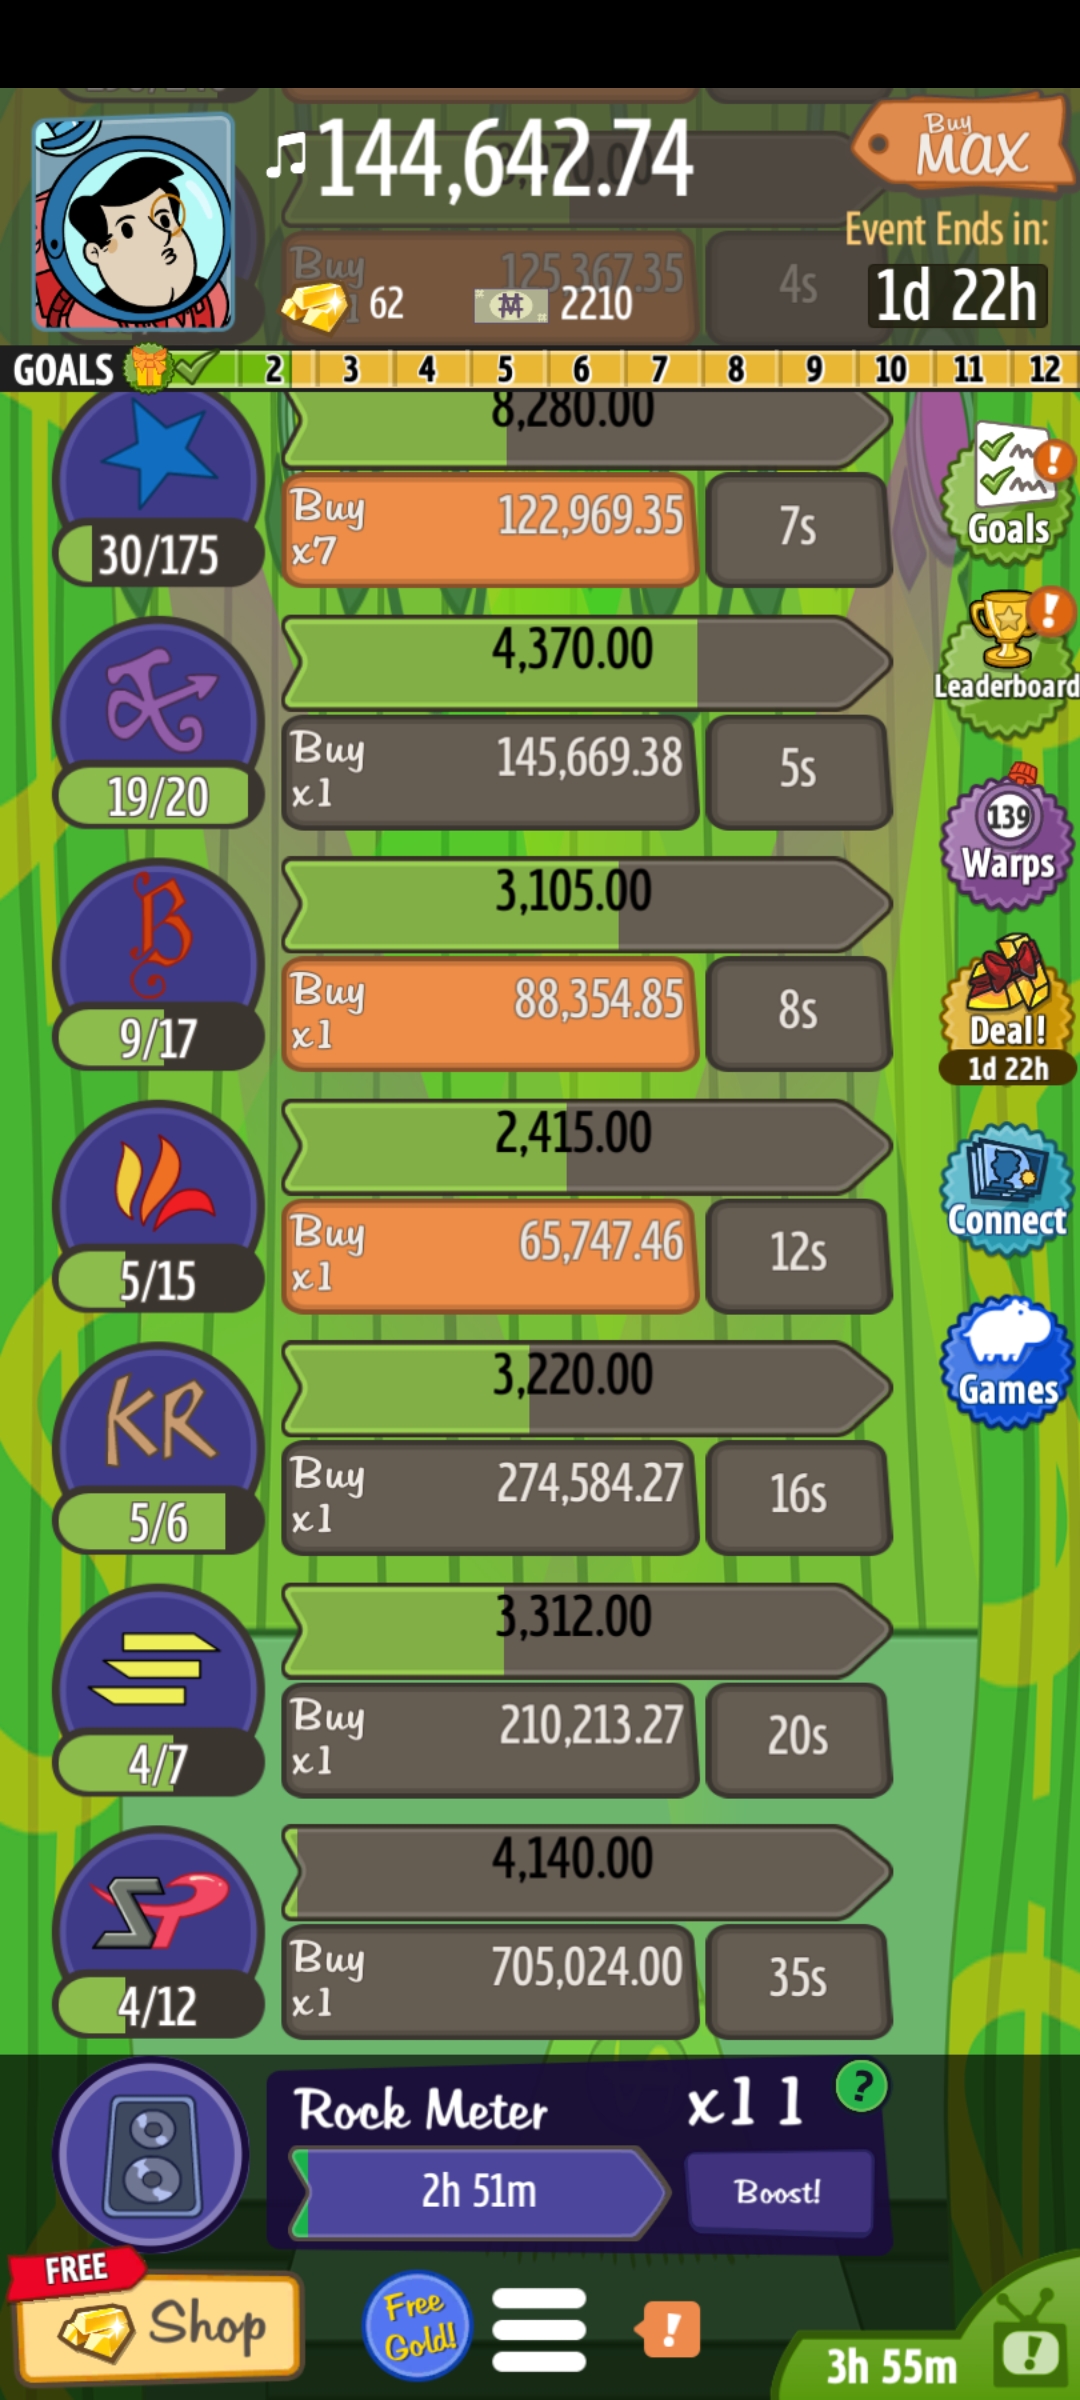 144,642.74
Buy
MAX
Event Ends in:
1d 22h
Buy
125,367.35
4s
62
2210
GOALS 2 3 4 5 6 7 8 9 10 11 12
8,280.00
Buy
x7
122,969.35
7s
30/175
Goals
4,370.00
Buy
x1
145,669.38
5s
19/20
Leaderboard
3,105.00
Buy
x1
88,354.85
8s
9/17
139
Warps
2,415.00
Buy
x1
65,747.46
12s
5/15
Deal!
1d 22h
Connect
3,220.00
Buy
x1
274,584.27
16s
KR
5/6
Games
3,312.00
Buy
x1
210,213.27
20s
4/7
4,140.00
Buy
x1
705,024.00
35s
4/12
Rock Meter
x11
?
2h 51m
Boost!
FREE
Shop
Free
Gold!
!
3h 55m